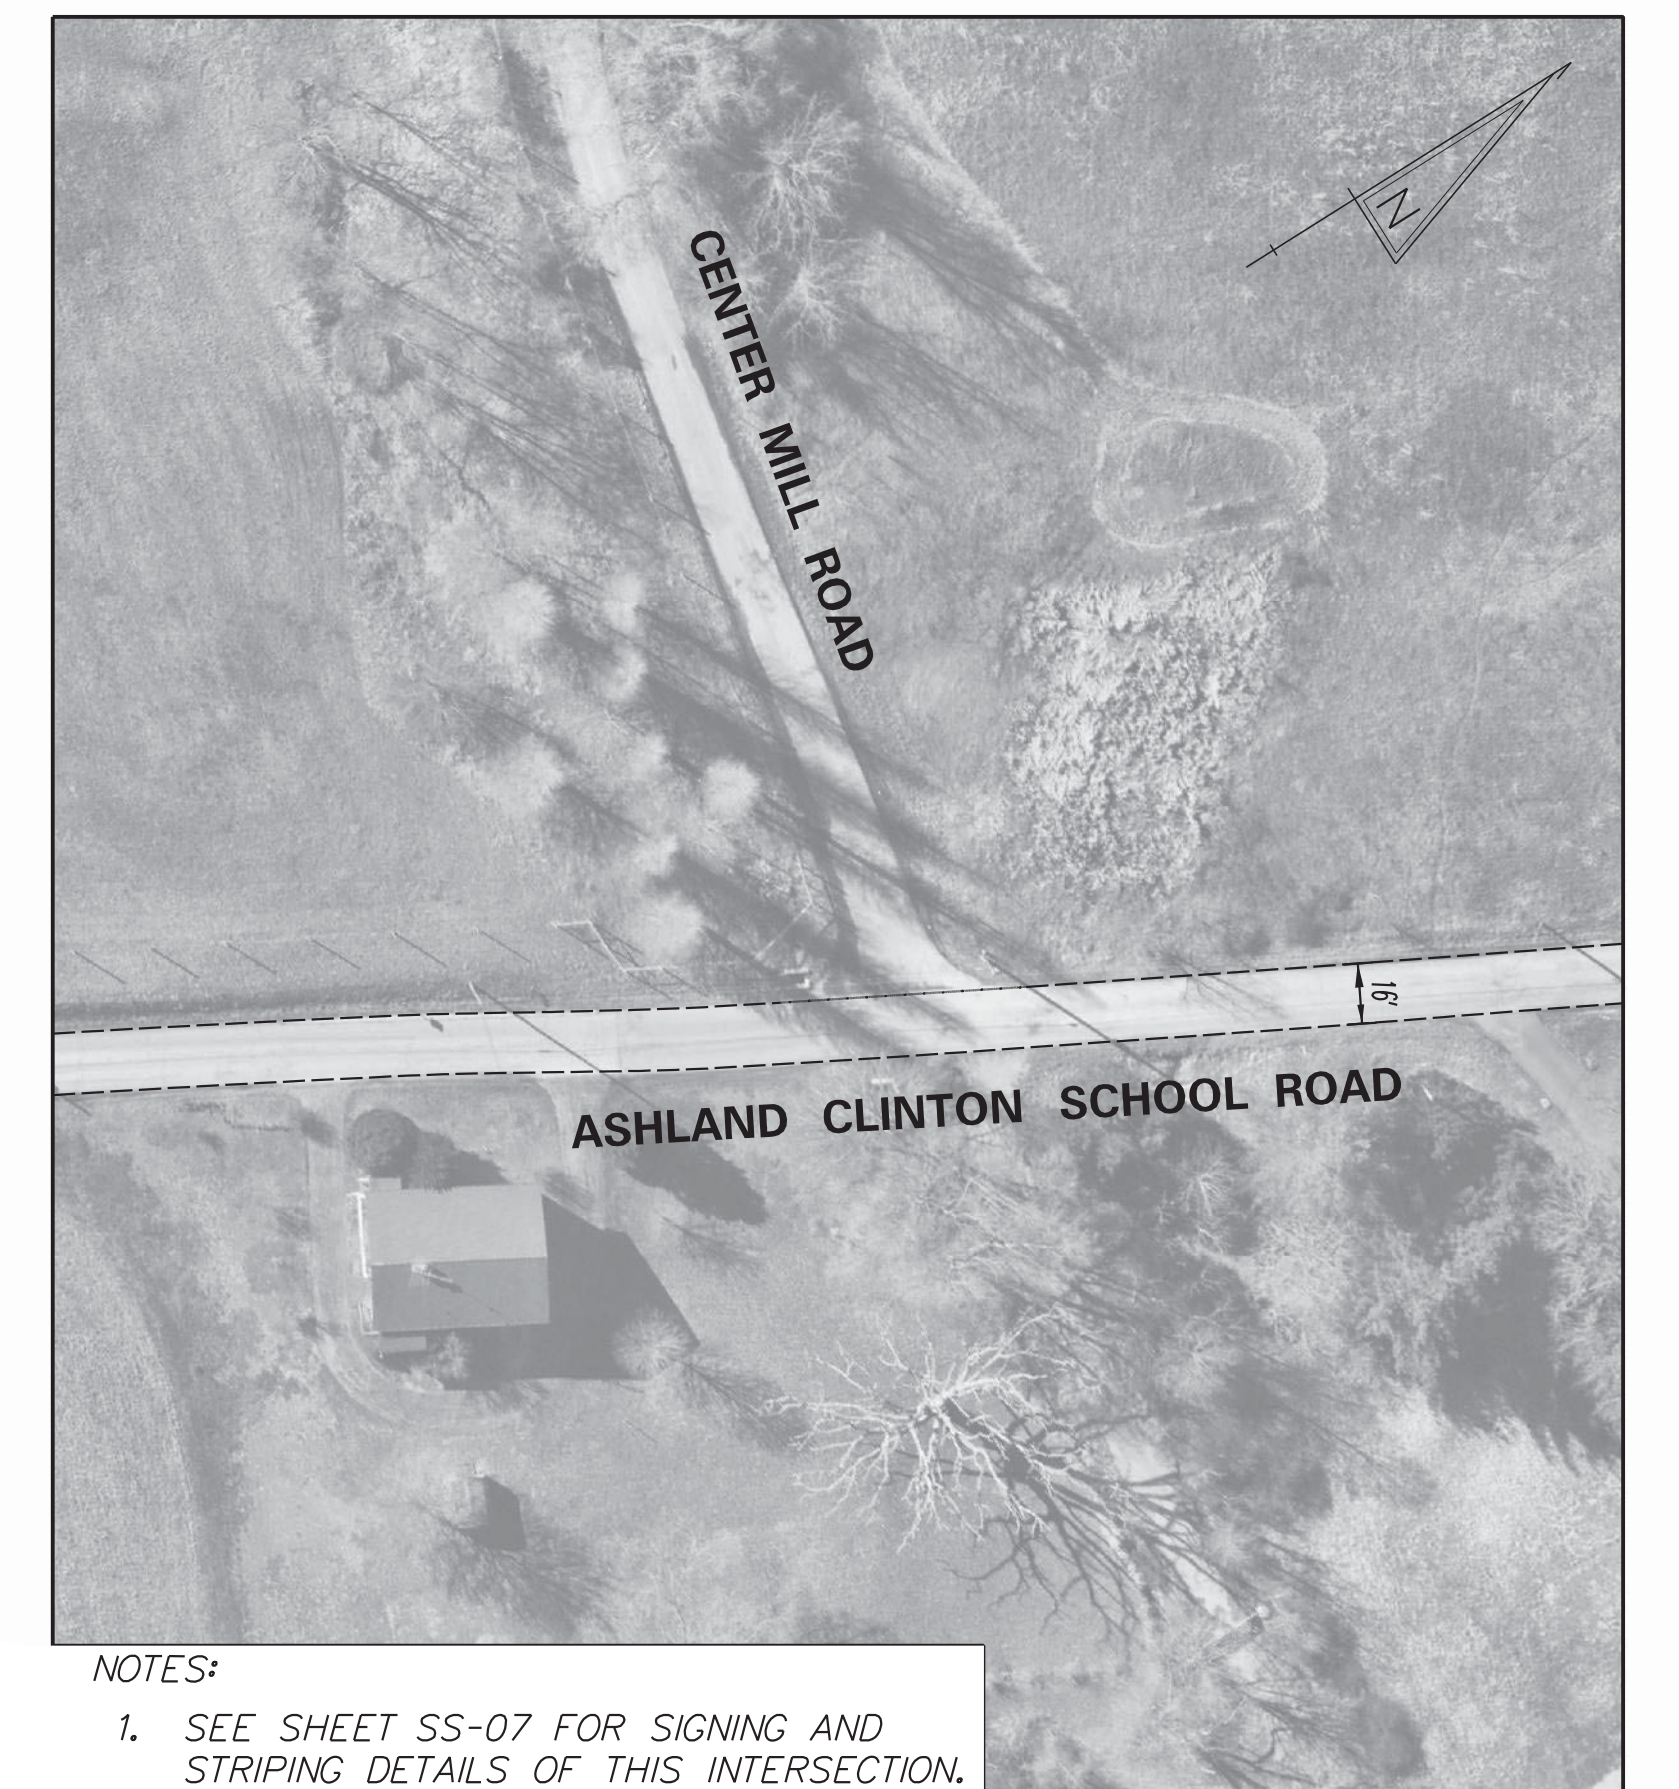 N
CENTER MILL ROAD
16'
ASHLAND CLINTON SCHOOL ROAD
NOTES:
1. SEE SHEET SS-07 FOR SIGNING AND
STRIPING DETAILS OF THIS INTERSECTION.